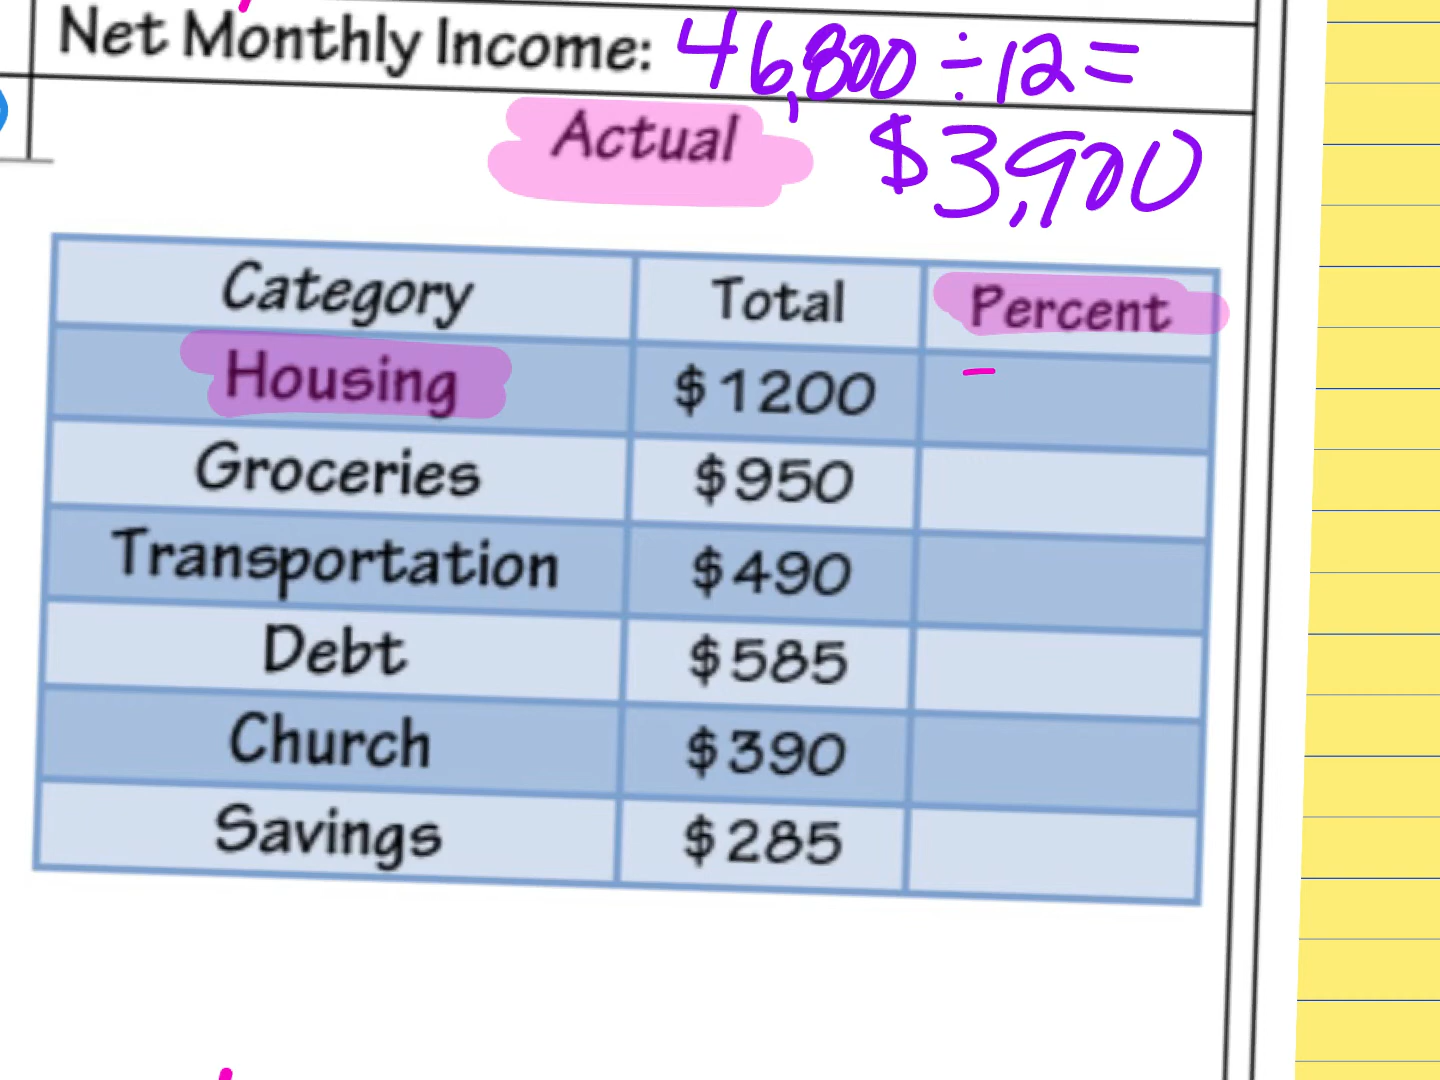 Net Monthly Income: 46,800 ÷ 12 =
Actual $3,900
Category Total Percent
Housing $1200
Groceries $950
Transportation $490
Debt $585
Church $390
Savings $285